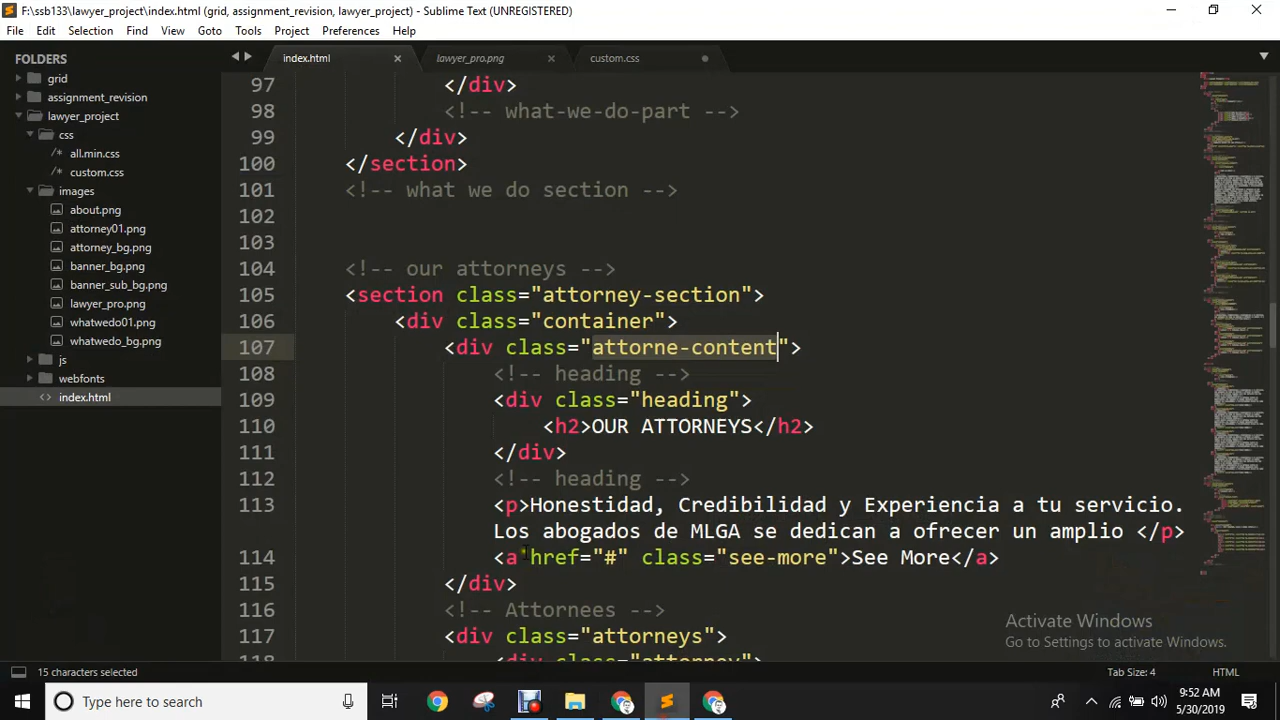 F:\ssb133\lawyer_project\index.html (grid, assignment_revision, lawyer_project) - Sublime Text (UNREGISTERED)
File Edit Selection Find View Goto Tools Project Preferences Help
FOLDERS
grid
assignment_revision
lawyer_project
css
/* all.min.css
/* custom.css
images
about.png
attorney01.png
attorney_bg.png
banner_bg.png
banner_sub_bg.png
lawyer_pro.png
whatwedo01.png
whatwedo_bg.png
js
webfonts
<> index.html
index.html × lawyer_pro.png × custom.css
97 </div>
98 <!-- what-we-do-part -->
99 </div>
100 </section>
101 <!-- what we do section -->
102
103
104 <!-- our attorneys -->
105 <section class="attorney-section">
106 <div class="container">
107 <div class="attorne-content">
108 <!-- heading -->
109 <div class="heading">
110 <h2>OUR ATTORNEYS</h2>
111 </div>
112 <!-- heading -->
113 <p>Honestidad, Credibilidad y Experiencia a tu servicio.
Los abogados de MLGA se dedican a ofrecer un amplio </p>
114 <a href="#" class="see-more">See More</a>
115 </div>
116 <!-- Attornees -->
117 <div class="attorneys">
118 <div class="attorney">
Activate Windows
Go to Settings to activate Windows.
15 characters selected Tab Size: 4 HTML
Type here to search
9:52 AM
5/30/2019